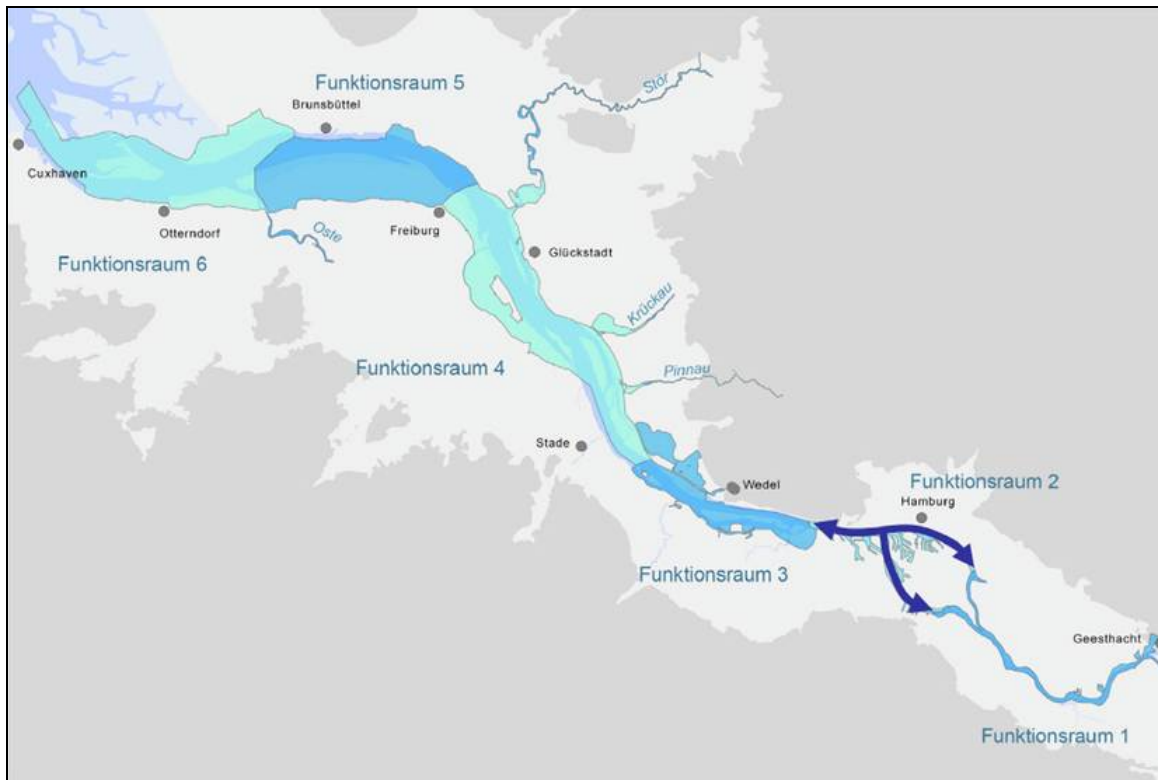 Funktionsraum 5
Brunsbüttel
Stör
Cuxhaven
Otterndorf
Oste
Freiburg
Glückstadt
Funktionsraum 6
Krückau
Funktionsraum 4
Pinnau
Stade
Wedel
Funktionsraum 2
Hamburg
Funktionsraum 3
Geesthacht
Funktionsraum 1